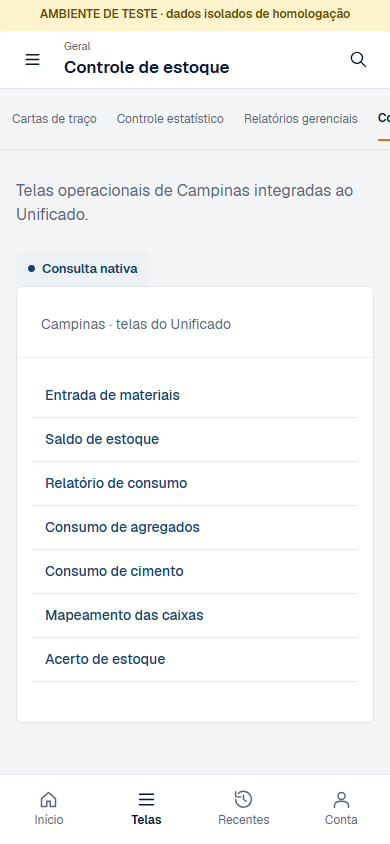 AMBIENTE DE TESTE · dados isolados de homologação
Geral
Controle de estoque
Cartas de traço
Controle estatístico
Relatórios gerenciais
Telas operacionais de Campinas integradas ao
Unificado.
Consulta nativa
Campinas · telas do Unificado
Entrada de materiais
Saldo de estoque
Relatório de consumo
Consumo de agregados
Consumo de cimento
Mapeamento das caixas
Acerto de estoque
Início
Telas
Recentes
Conta